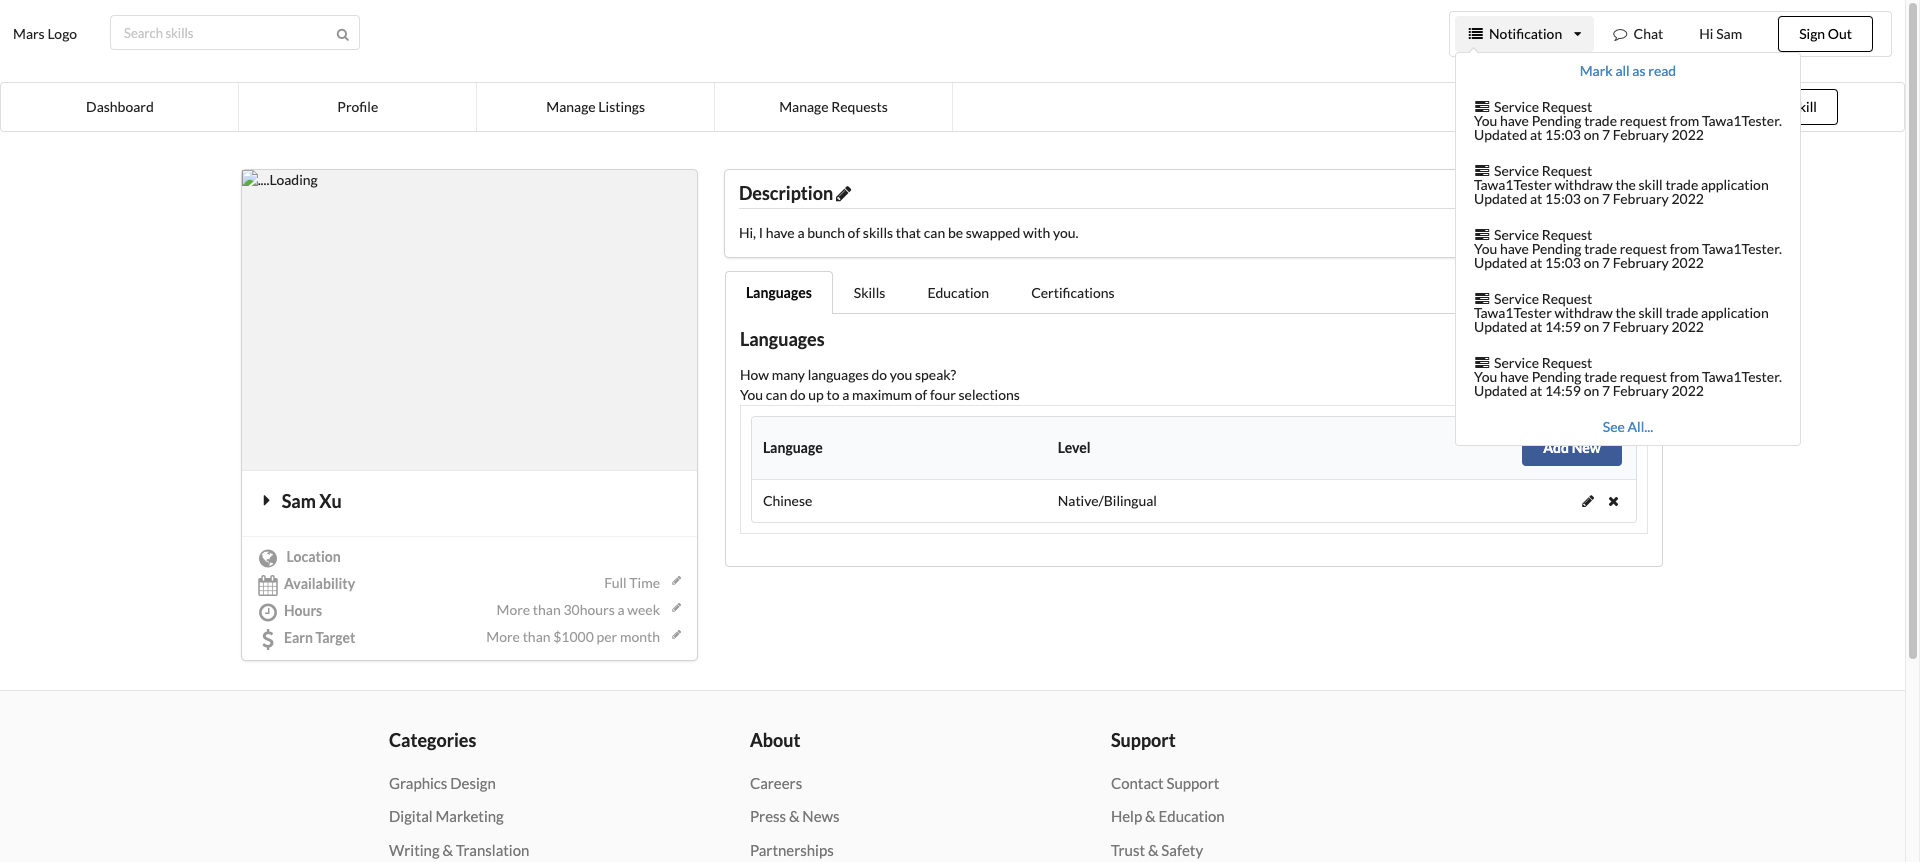 Mars Logo
Search skills
Notification
Chat
Hi Sam
Sign Out
Mark all as read
Dashboard
Profile
Manage Listings
Manage Requests
Service Request
You have Pending trade request from Tawa1Tester.
Updated at 15:03 on 7 February 2022
Service Request
Tawa1Tester withdraw the skill trade application
Updated at 15:03 on 7 February 2022
Service Request
You have Pending trade request from Tawa1Tester.
Updated at 15:03 on 7 February 2022
Service Request
Tawa1Tester withdraw the skill trade application
Updated at 14:59 on 7 February 2022
Service Request
You have Pending trade request from Tawa1Tester.
Updated at 14:59 on 7 February 2022
See All...
....Loading
Sam Xu
Location
Availability
Full Time
Hours
More than 30hours a week
Earn Target
More than $1000 per month
Description
Hi, I have a bunch of skills that can be swapped with you.
Languages
Skills
Education
Certifications
Languages
How many languages do you speak?
You can do up to a maximum of four selections
Language
Level
Add New
Chinese
Native/Bilingual
Categories
Graphics Design
Digital Marketing
Writing & Translation
About
Careers
Press & News
Partnerships
Support
Contact Support
Help & Education
Trust & Safety